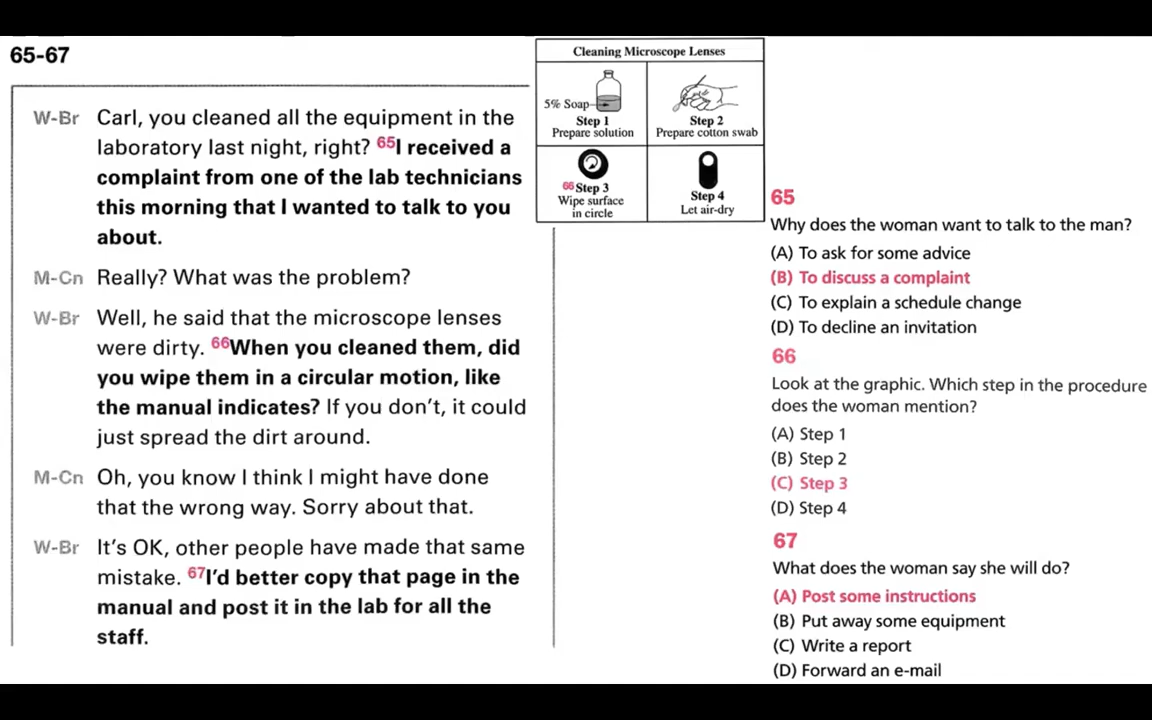 65-67
W-Br Carl, you cleaned all the equipment in the
laboratory last night, right? 65I received a
complaint from one of the lab technicians
this morning that I wanted to talk to you
about.
M-Cn Really? What was the problem?
W-Br Well, he said that the microscope lenses
were dirty. 66When you cleaned them, did
you wipe them in a circular motion, like
the manual indicates? If you don't, it could
just spread the dirt around.
M-Cn Oh, you know I think I might have done
that the wrong way. Sorry about that.
W-Br It's OK, other people have made that same
mistake. 67I'd better copy that page in the
manual and post it in the lab for all the
staff.
Cleaning Microscope Lenses
5% Soap
Step 1
Prepare solution
Step 2
Prepare cotton swab
66 Step 3
Wipe surface
in circle
Step 4
Let air-dry
65
Why does the woman want to talk to the man?
(A) To ask for some advice
(B) To discuss a complaint
(C) To explain a schedule change
(D) To decline an invitation
66
Look at the graphic. Which step in the procedure
does the woman mention?
(A) Step 1
(B) Step 2
(C) Step 3
(D) Step 4
67
What does the woman say she will do?
(A) Post some instructions
(B) Put away some equipment
(C) Write a report
(D) Forward an e-mail